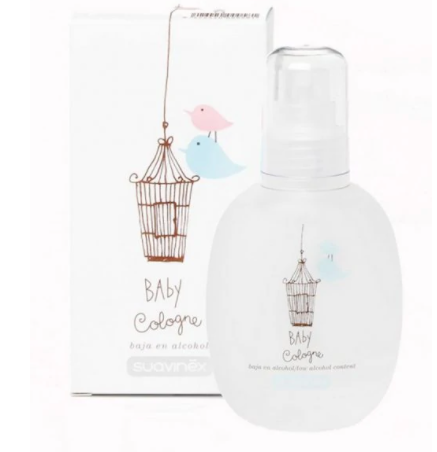 BAby
Cologne
baja en alcohol
suavinex
BAby
Cologne
baja en alcohol, low alcohol content